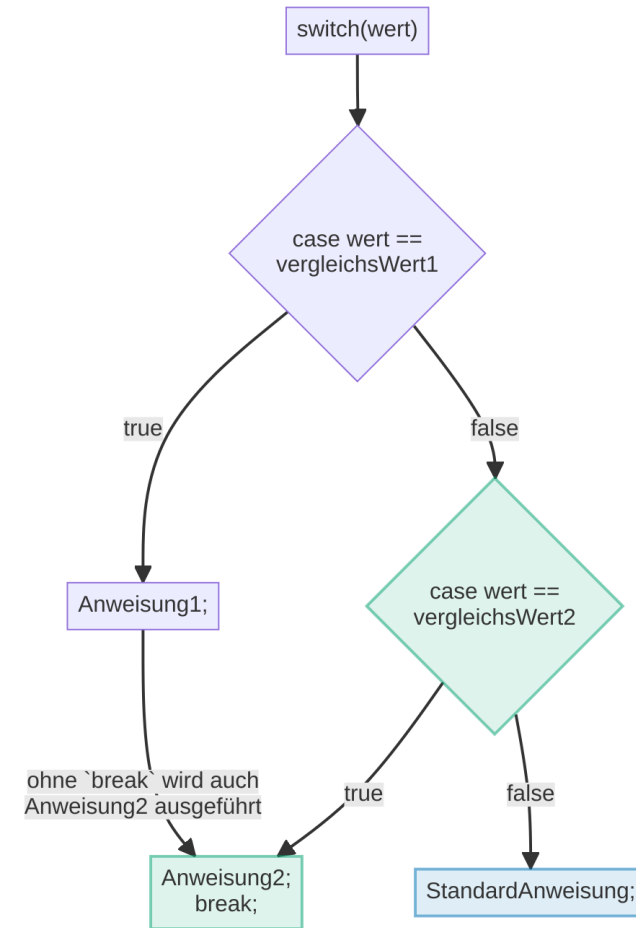 switch(wert)
case wert ==
vergleichsWert1
true
false
Anweisung1;
case wert ==
vergleichsWert2
ohne `break` wird auch
Anweisung2 ausgeführt
true
false
Anweisung2;
break;
StandardAnweisung;